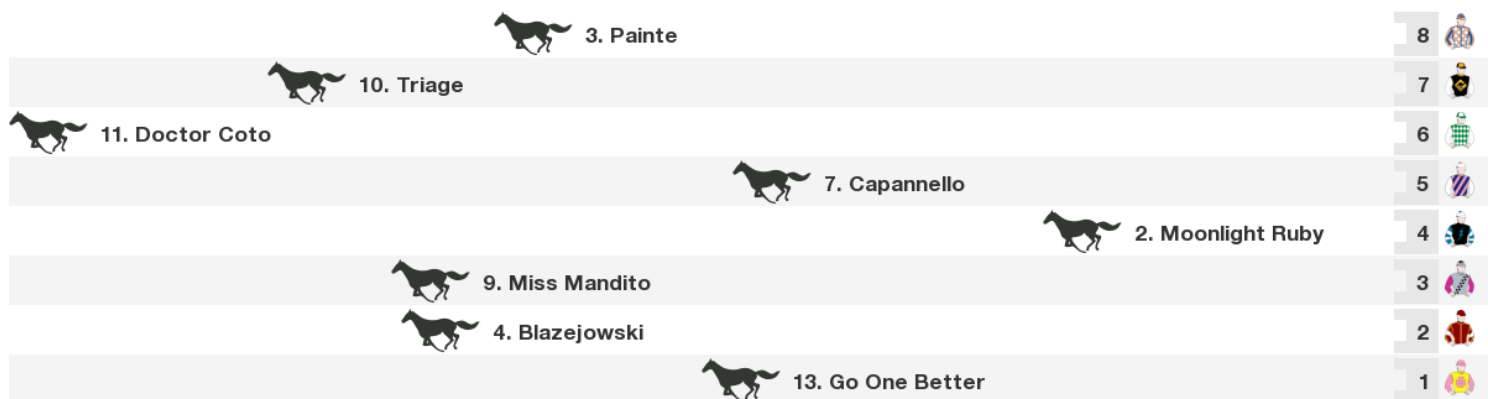 3. Painte 8
10. Triage 7
11. Doctor Coto 6
7. Capannello 5
2. Moonlight Ruby 4
9. Miss Mandito 3
4. Blazejowski 2
13. Go One Better 1